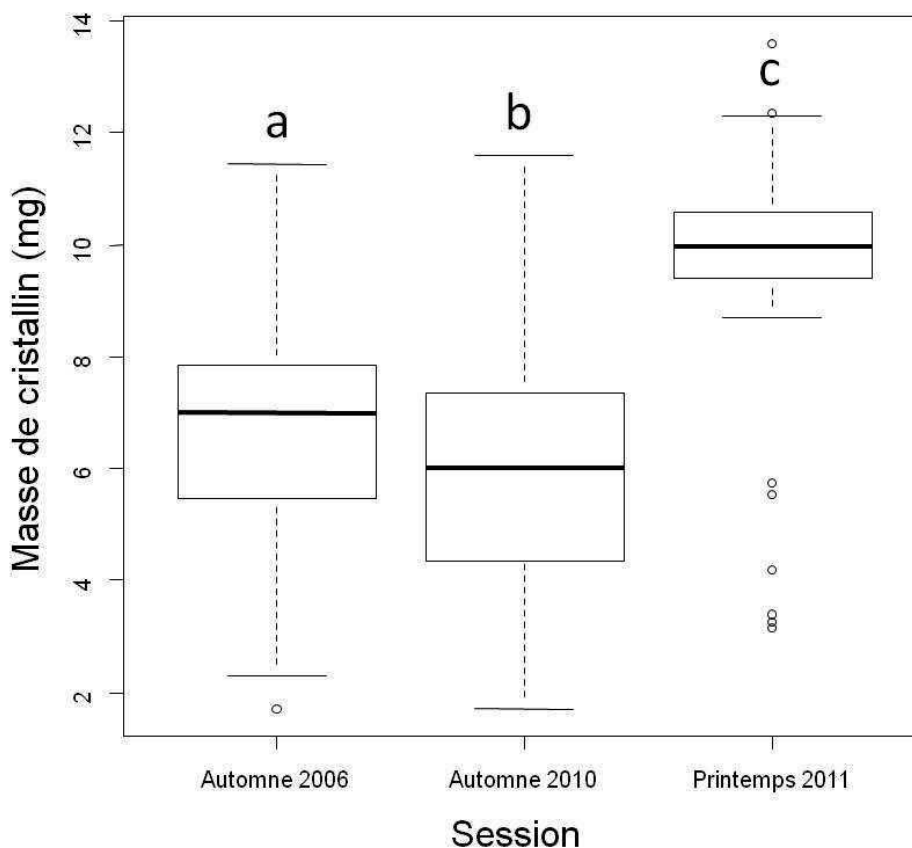 Masse de cristallin (mg)
14
12
10
8
6
4
2
a
b
c
Automne 2006
Automne 2010
Printemps 2011
Session